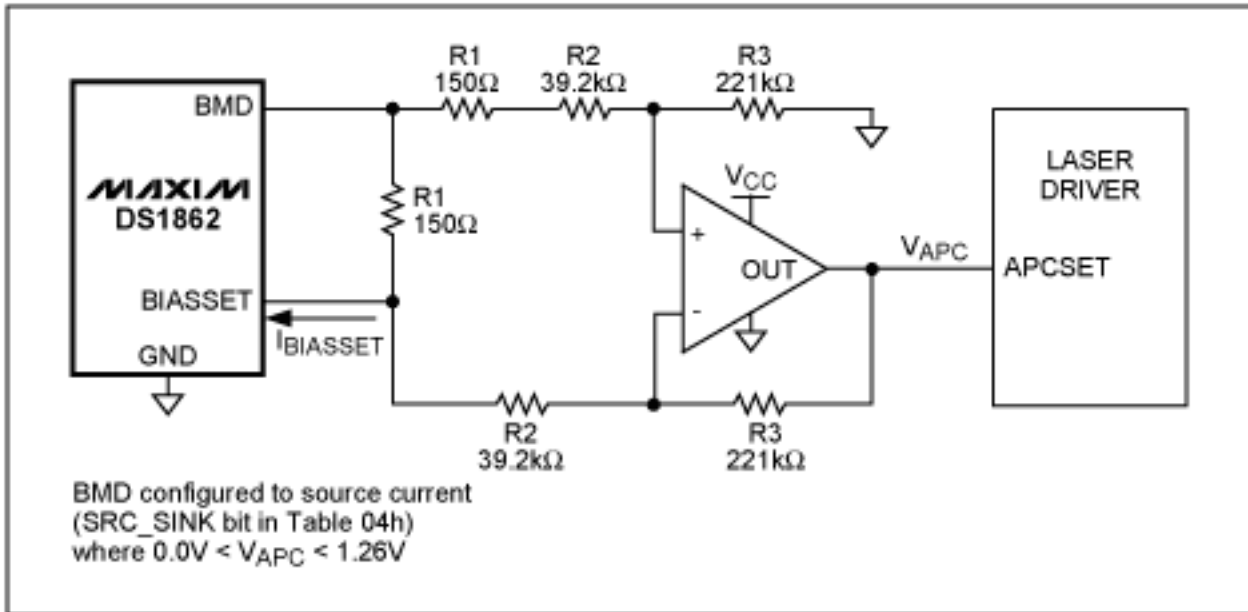 R1
150Ω
R2
39.2kΩ
R3
221kΩ
BMD
MAXIM
DS1862
R1
150Ω
VCC
LASER
DRIVER
+
OUT
VAPC
APCSET
BIASSET
-
IBIASSET
GND
R2
39.2kΩ
R3
221kΩ
BMD configured to source current
(SRC_SINK bit in Table 04h)
where 0.0V < VAPC < 1.26V